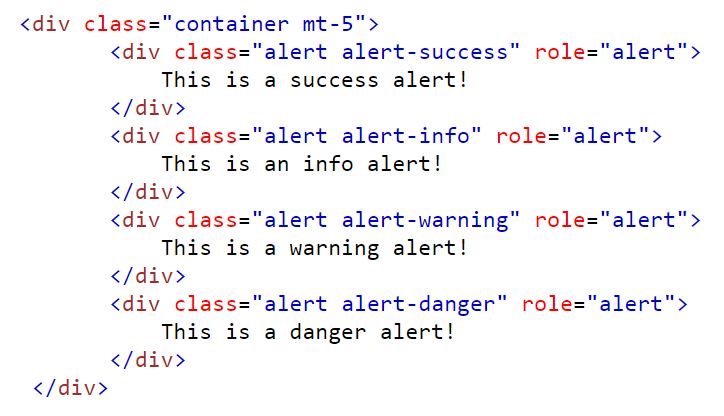 <div class="container mt-5">
<div class="alert alert-success" role="alert">
This is a success alert!
</div>
<div class="alert alert-info" role="alert">
This is an info alert!
</div>
<div class="alert alert-warning" role="alert">
This is a warning alert!
</div>
<div class="alert alert-danger" role="alert">
This is a danger alert!
</div>
</div>